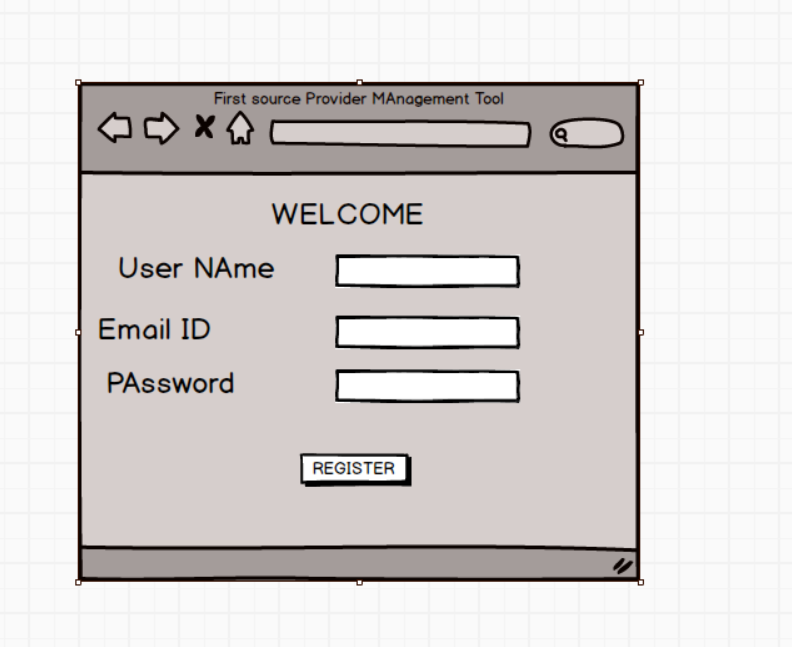 First source Provider MAnagement Tool
WELCOME
User NAme
Email ID
PAssword
REGISTER